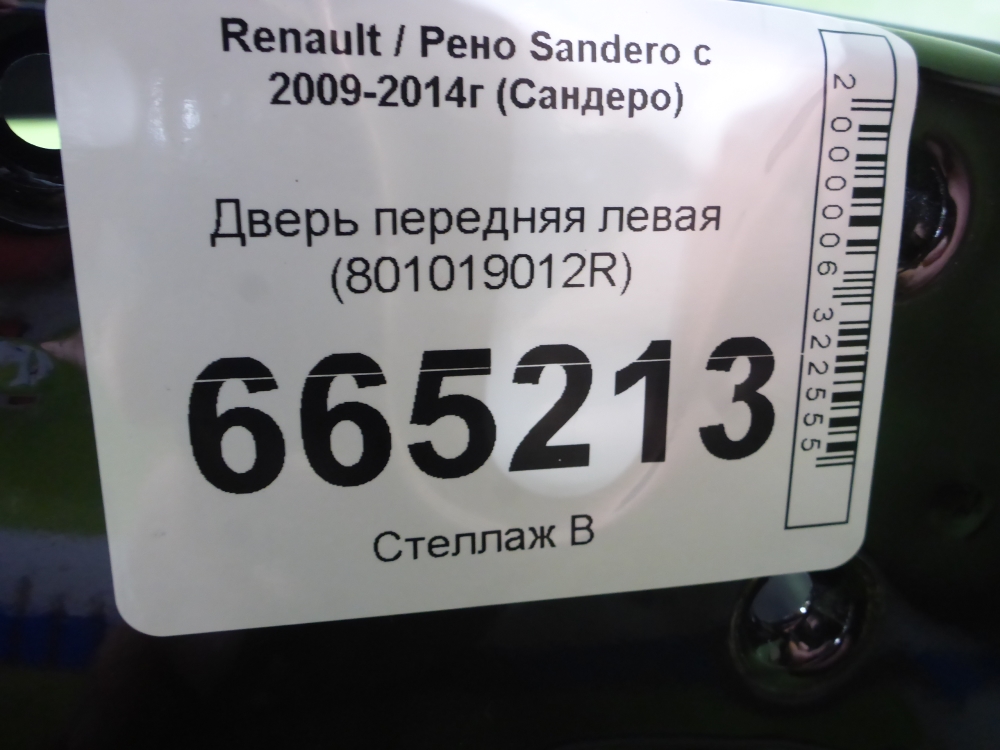 Renault / Рено Sandero с
2009-2014г (Сандеро)
Дверь передняя левая
(801019012R)
665213
Стеллаж В
2000006322555